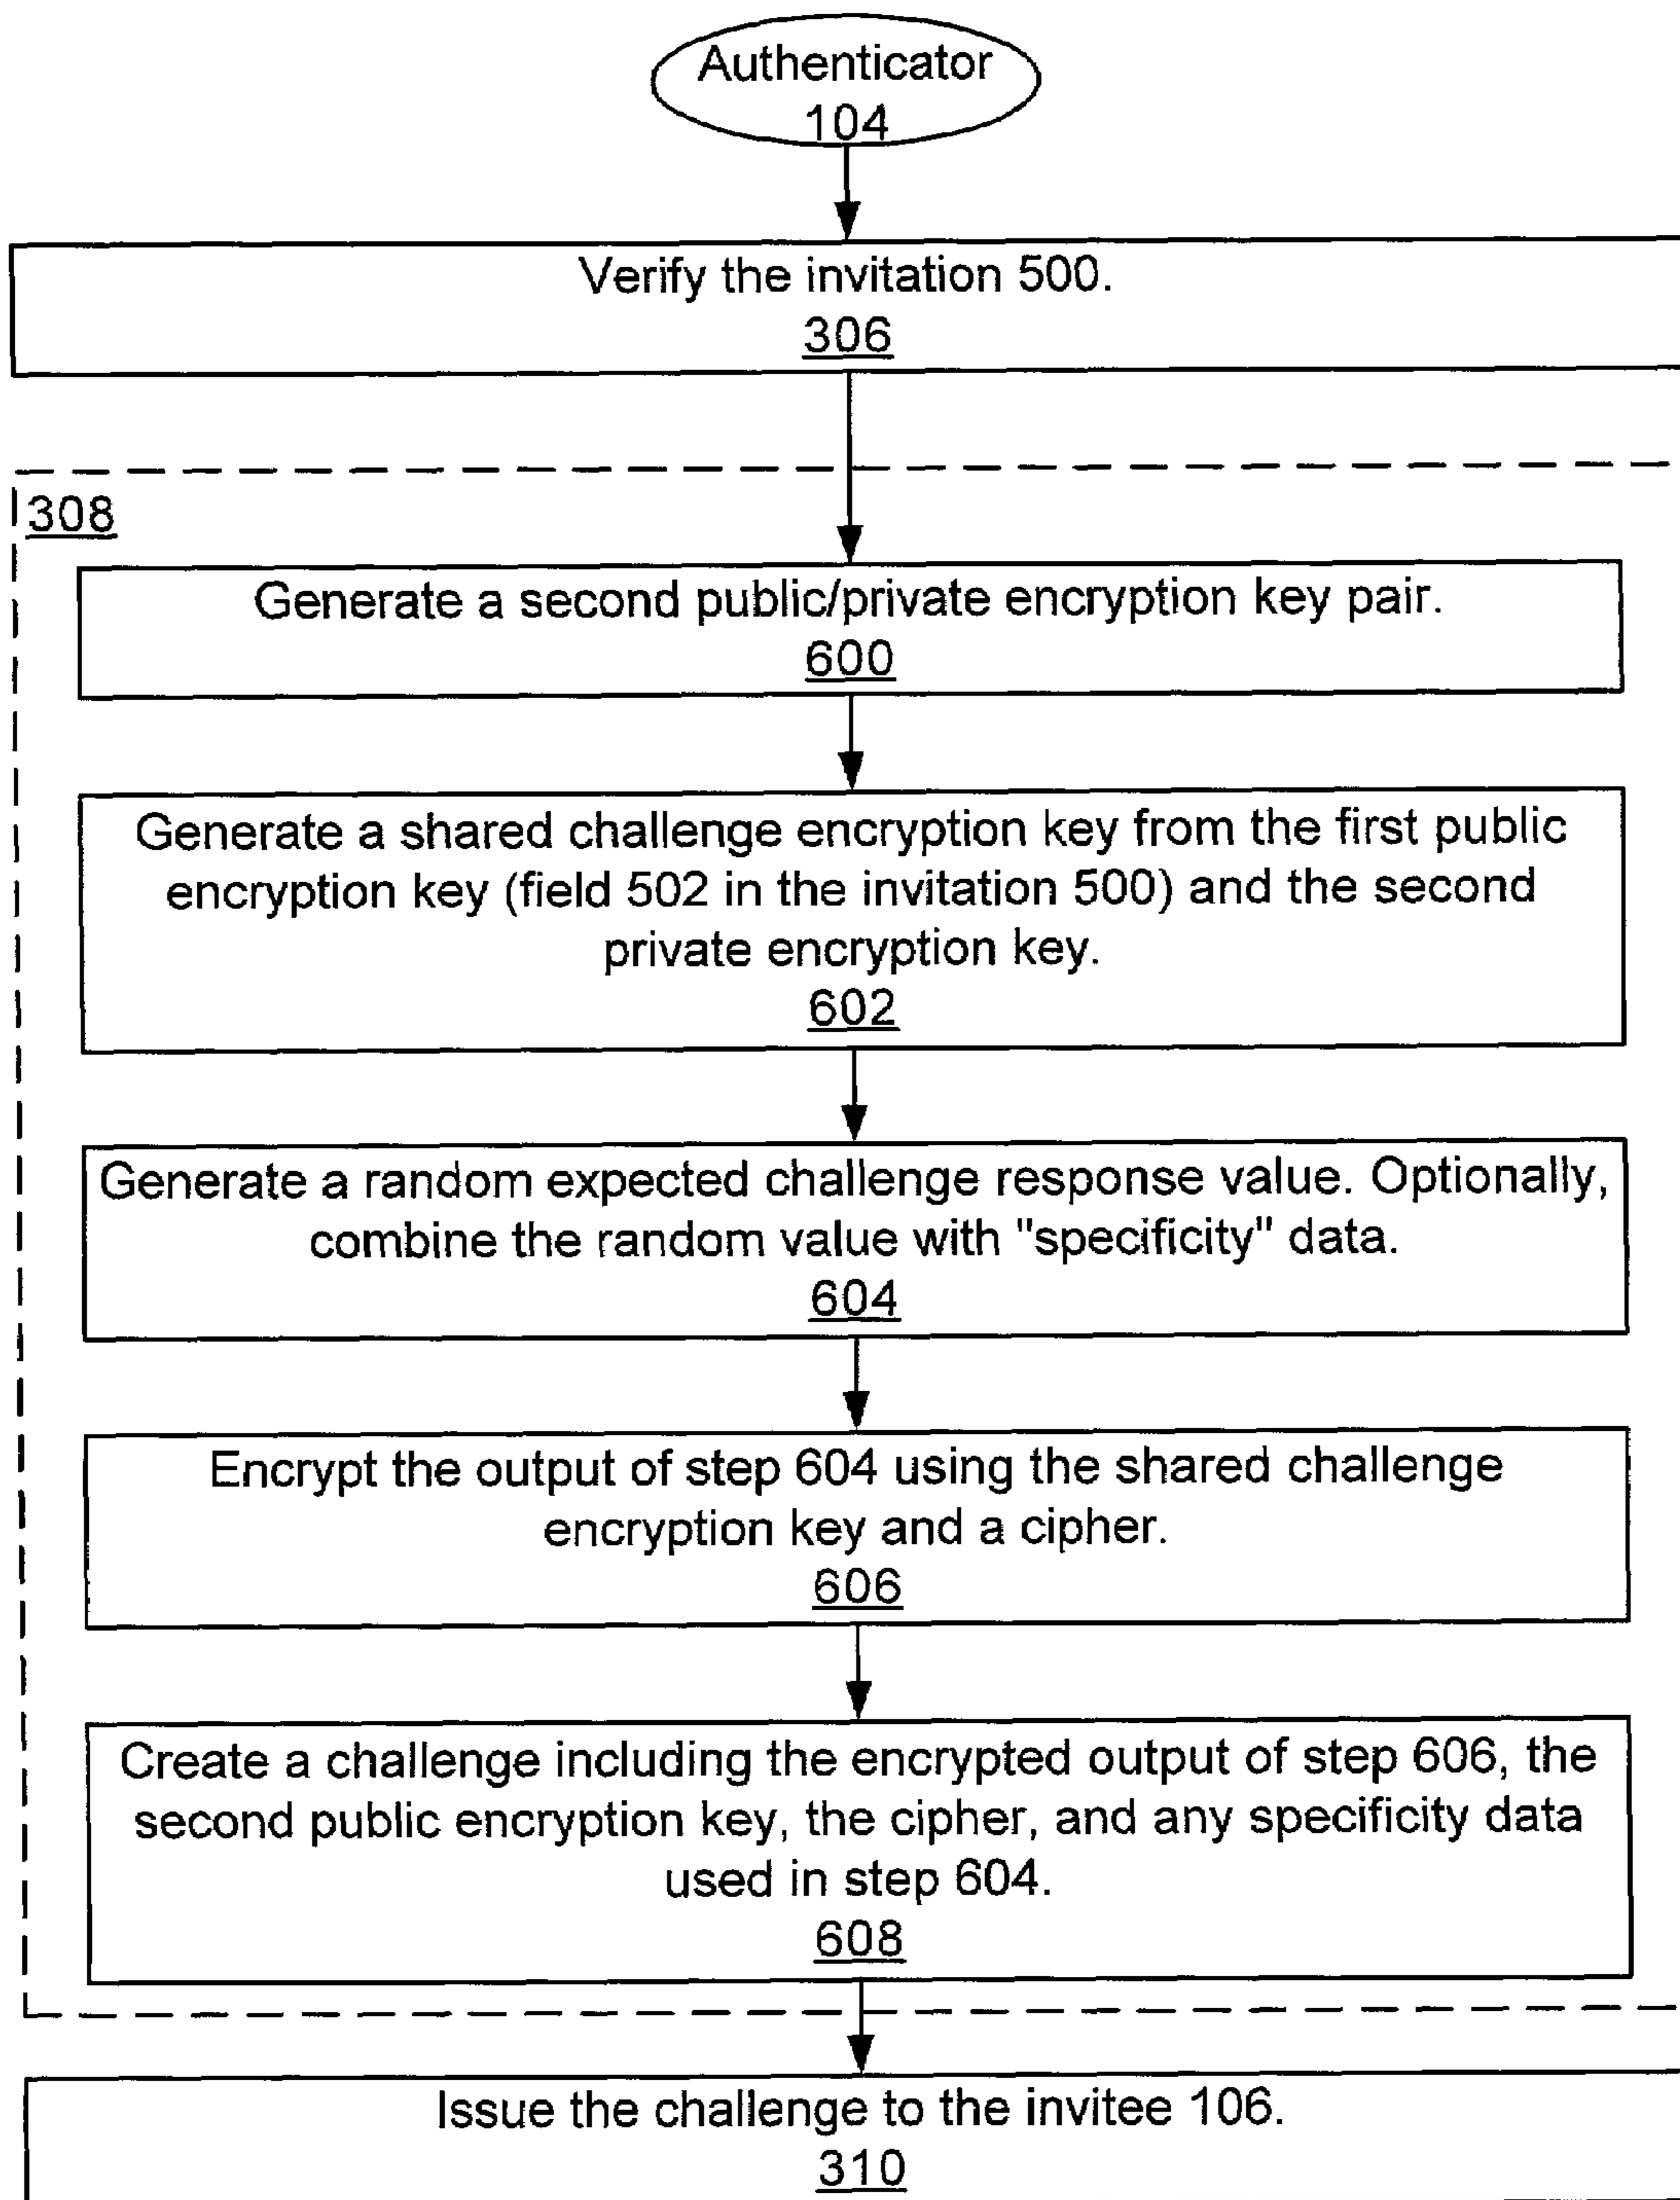 Authenticator
104
Verify the invitation 500.
306
308
Generate a second public/private encryption key pair.
600
Generate a shared challenge encryption key from the first public
encryption key (field 502 in the invitation 500) and the second
private encryption key.
602
Generate a random expected challenge response value. Optionally,
combine the random value with "specificity" data.
604
Encrypt the output of step 604 using the shared challenge
encryption key and a cipher.
606
Create a challenge including the encrypted output of step 606, the
second public encryption key, the cipher, and any specificity data
used in step 604.
608
Issue the challenge to the invitee 106.
310